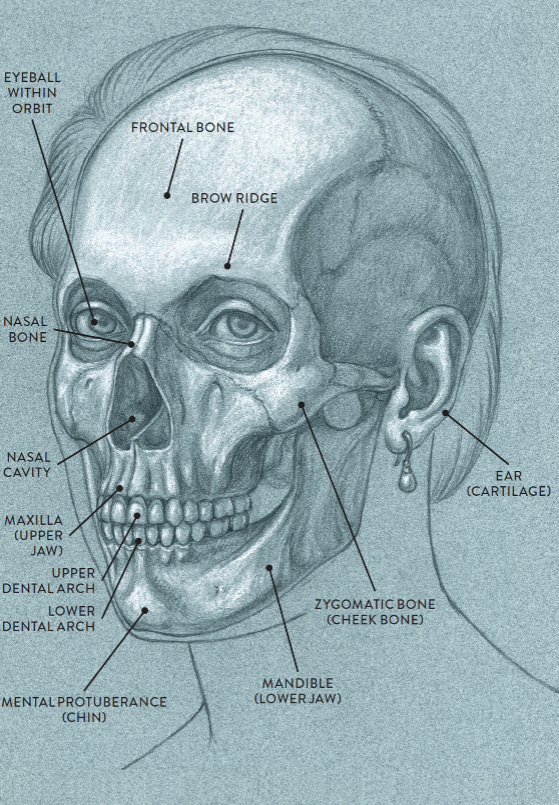 EYEBALL
WITHIN
ORBIT
FRONTAL BONE
BROW RIDGE
NASAL
BONE
NASAL
CAVITY
EAR
(CARTILAGE)
MAXILLA
(UPPER
JAW)
UPPER
DENTAL ARCH
LOWER
DENTAL ARCH
ZYGOMATIC BONE
(CHEEK BONE)
MANDIBLE
(LOWER JAW)
MENTAL PROTUBERANCE
(CHIN)